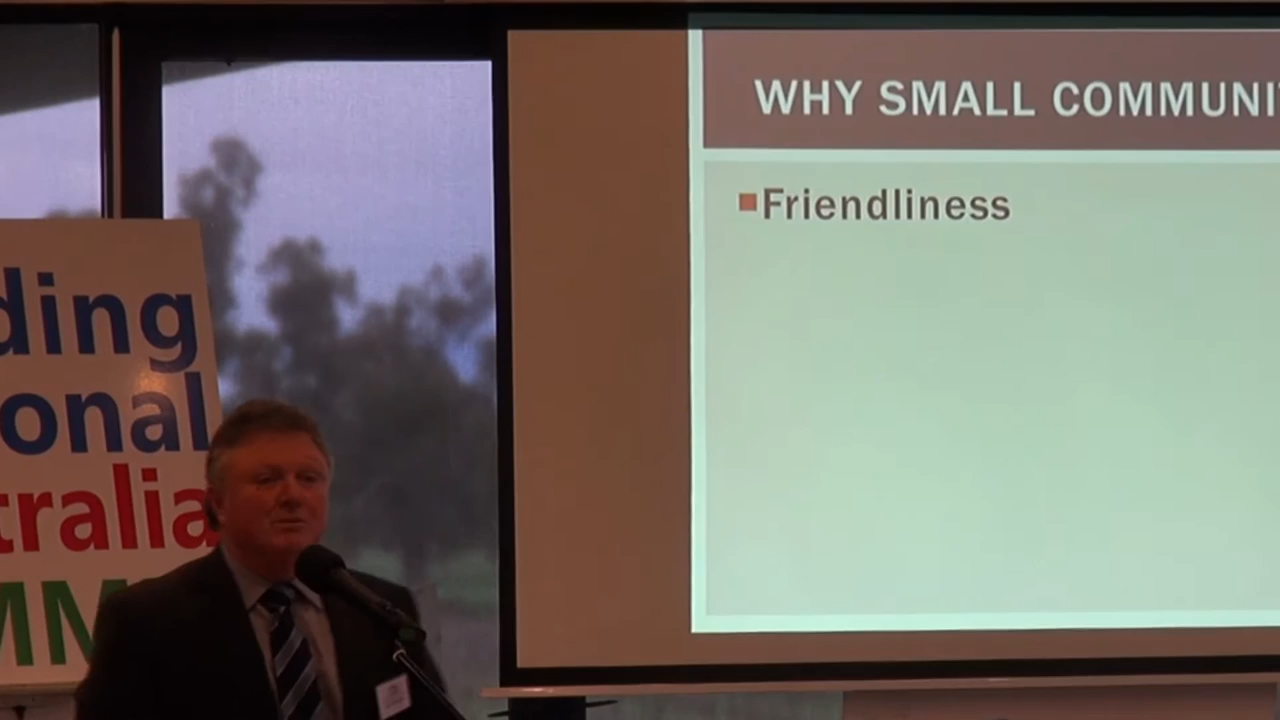 WHY SMALL COMMUNI
Friendliness
ding
onal
tralia
MM